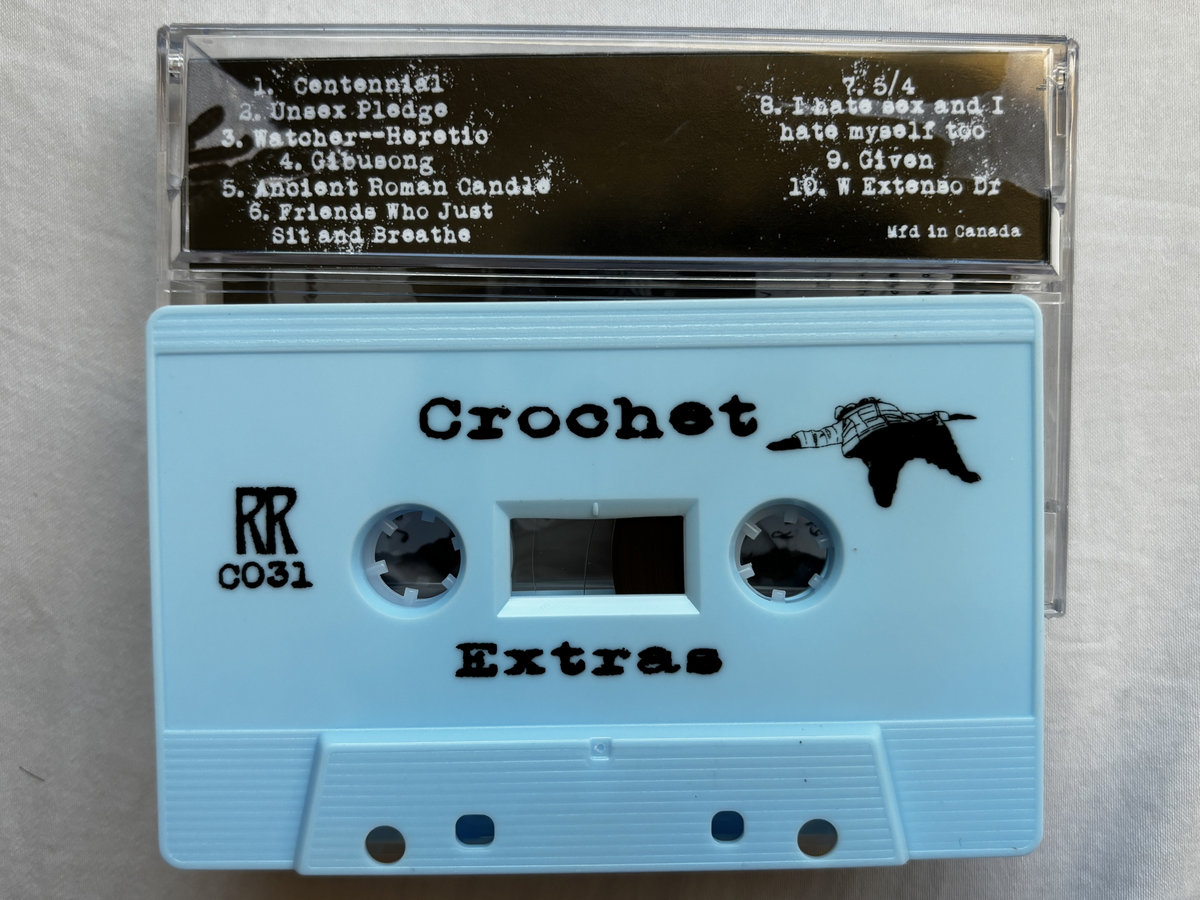 1. Centennial
2. Unsex Pledge
3. Watcher--Heretic
4. Gibusong
5. Ancient Roman Candle
6. Friends Who Just
Sit and Breathe
7. 5/4
8. I hate sex and I
hate myself too
9. Given
10. W Extenso Dr
Mfd in Canada
Crochet
RR
C031
Extras